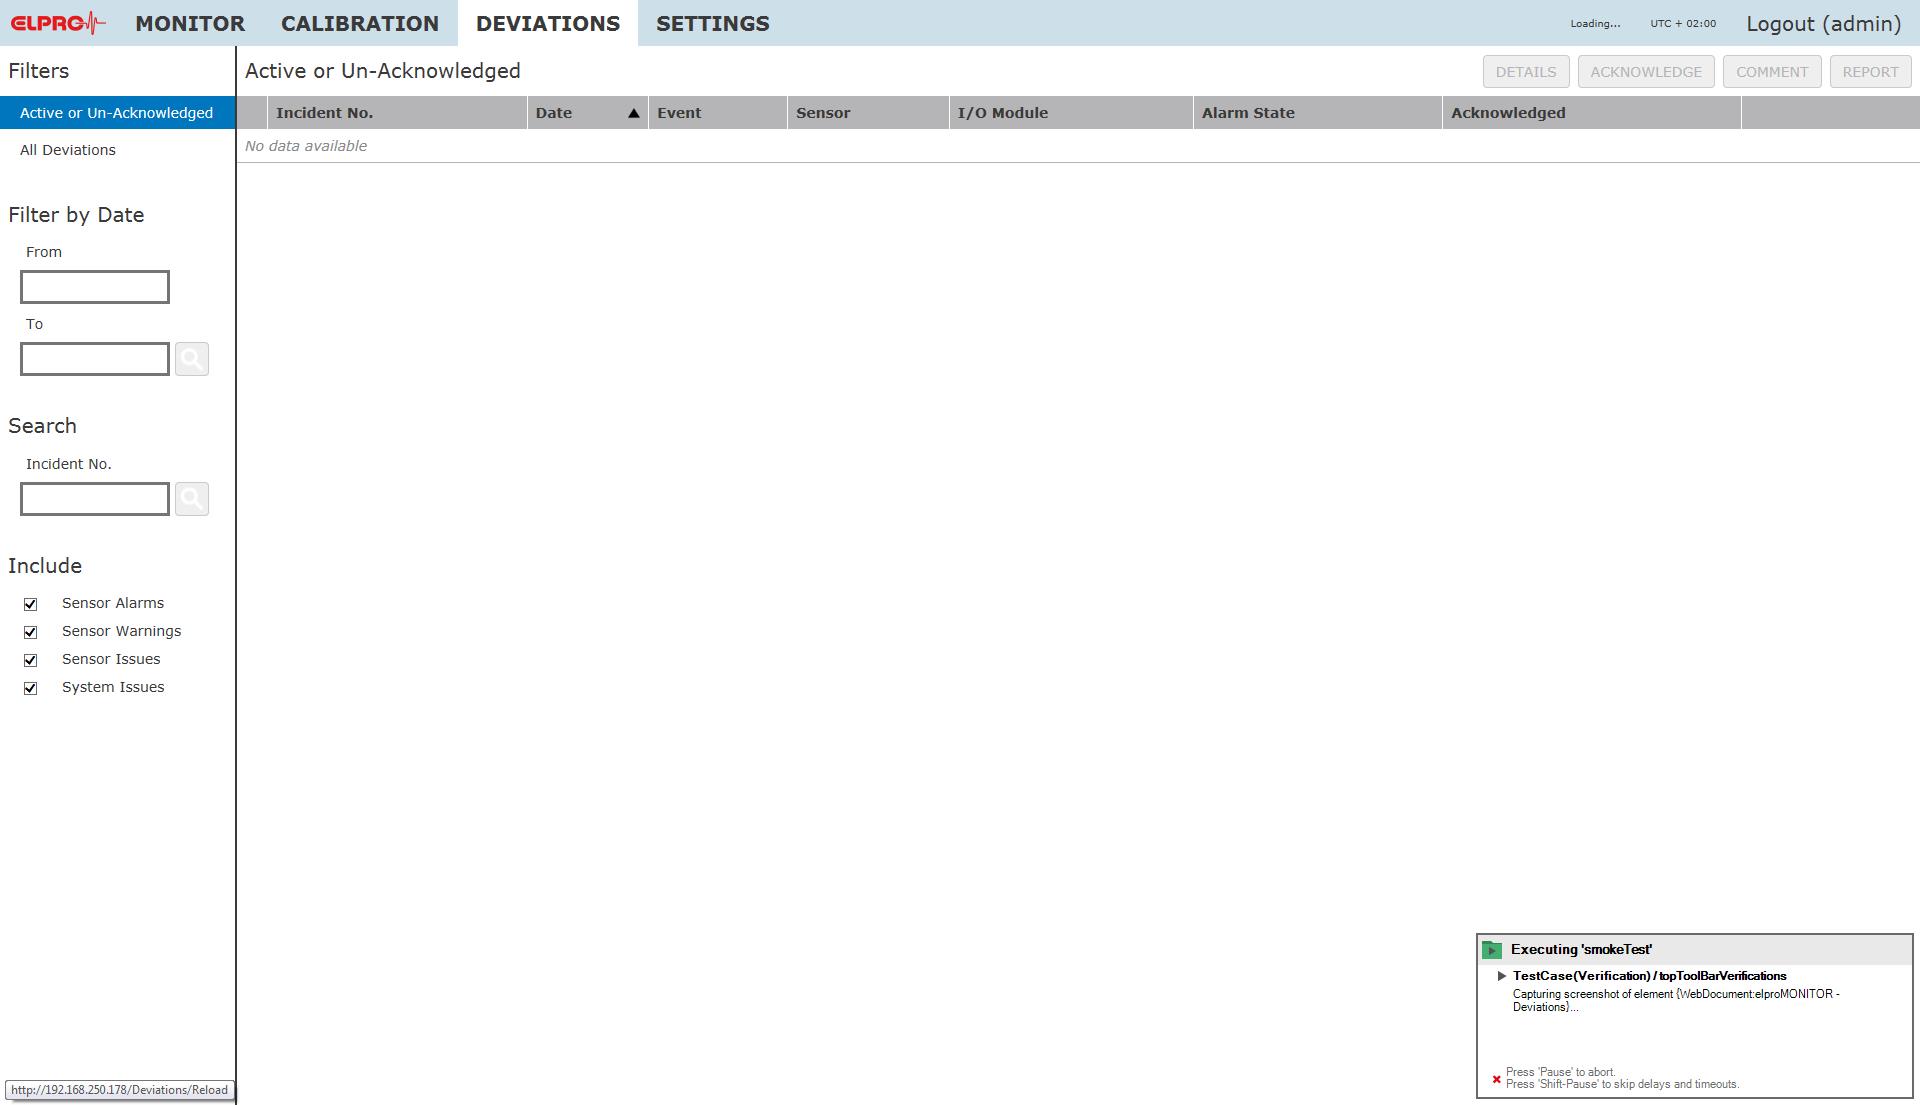 ELPRO MONITOR CALIBRATION DEVIATIONS SETTINGS Loading... UTC + 02:00 Logout (admin)
Filters
Active or Un-Acknowledged
All Deviations
Filter by Date
From
To
Search
Incident No.
Include
Sensor Alarms
Sensor Warnings
Sensor Issues
System Issues
Active or Un-Acknowledged DETAILS ACKNOWLEDGE COMMENT REPORT
Incident No. Date Event Sensor I/O Module Alarm State Acknowledged
No data available
Executing 'smokeTest'
TestCase(Verification) / topToolBarVerifications
Capturing screenshot of element {WebDocument:elproMONITOR -
Deviations}...
Press 'Pause' to abort.
Press 'Shift-Pause' to skip delays and timeouts.
http://192.168.250.178/Deviations/Reload